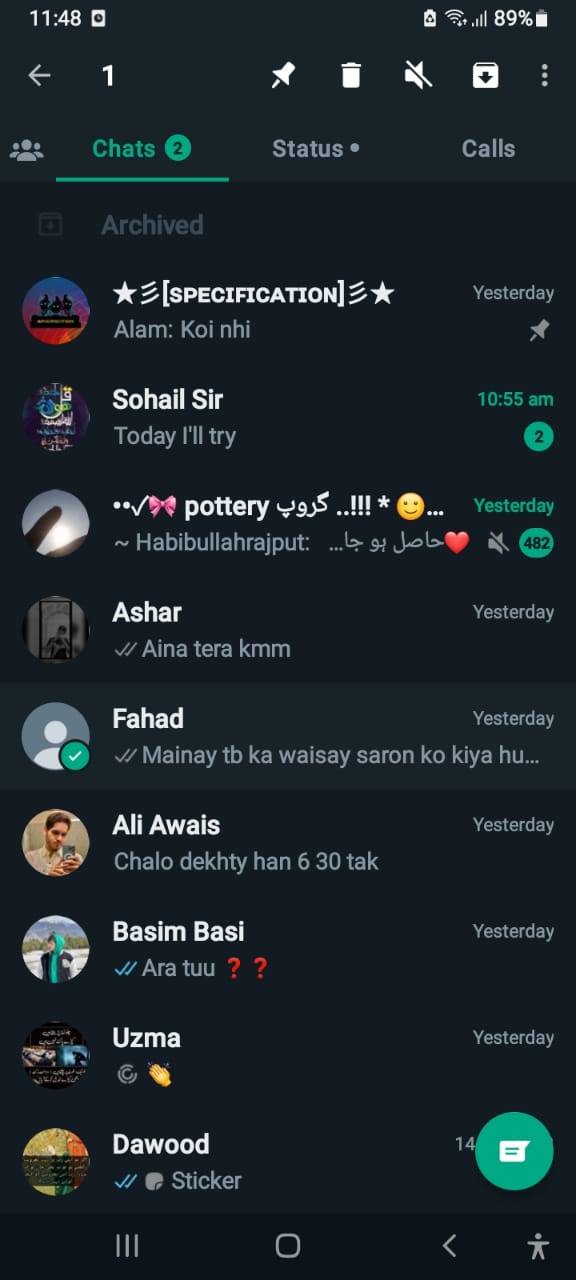 11:48
89%
1
Chats 2
Status
Calls
Archived
★彡[ꜱᴘᴇᴄɪꜰɪᴄᴀᴛɪᴏɴ]彡★
Yesterday
Alam: Koi nhi
Sohail Sir
10:55 am
Today I'll try
2
••√🎀 pottery گروپ ..!!! * 🙂...
Yesterday
~ Habibullahrajput: ❤️حاصل ہو جا...
482
Ashar
Yesterday
Aina tera kmm
Fahad
Yesterday
Mainay tb ka waisay saron ko kiya hu...
Ali Awais
Yesterday
Chalo dekhty han 6 30 tak
Basim Basi
Yesterday
Ara tuu ❓ ❓
Uzma
Yesterday
👏
Dawood
14
Sticker